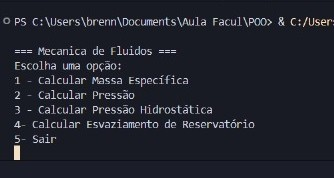 PS C:\Users\brenn\Documents\Aula Facul\POO> & C:/Users
=== Mecanica de Fluidos ===
Escolha uma opção:
1 - Calcular Massa Específica
2 - Calcular Pressão
3 - Calcular Pressão Hidrostática
4- Calcular Esvaziamento de Reservatório
5- Sair